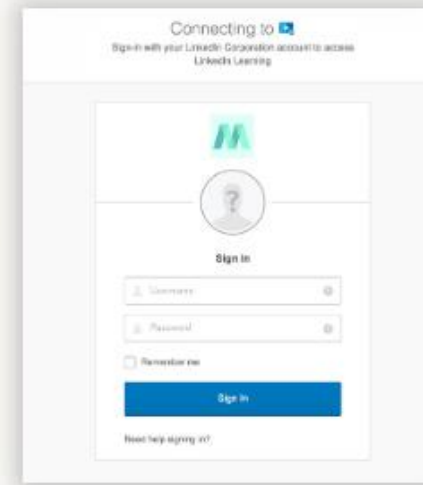 Connecting to
Sign-in with your LinkedIn Corporation account to access
LinkedIn Learning
Sign In
Username
Password
Remember me
Sign In
Need help signing in?